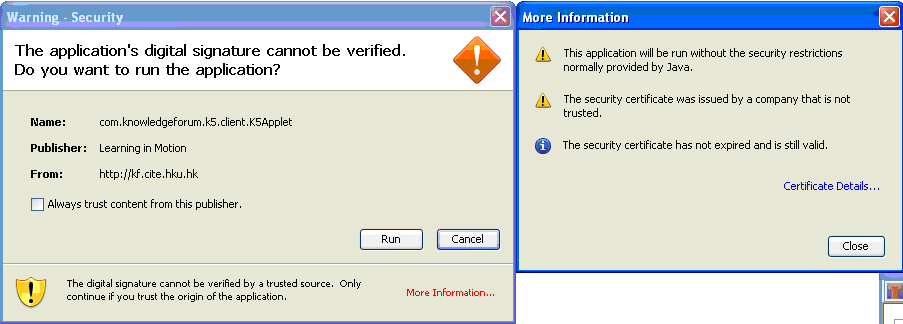 Warning - Security
The application's digital signature cannot be verified.
Do you want to run the application?
Name: com.knowledgeforum.k5.client.K5Applet
Publisher: Learning in Motion
From: http://kf.cite.hku.hk
Always trust content from this publisher.
Run Cancel
The digital signature cannot be verified by a trusted source. Only
continue if you trust the origin of the application.
More Information...
More Information
This application will be run without the security restrictions
normally provided by Java.
The security certificate was issued by a company that is not
trusted.
The security certificate has not expired and is still valid.
Certificate Details...
Close